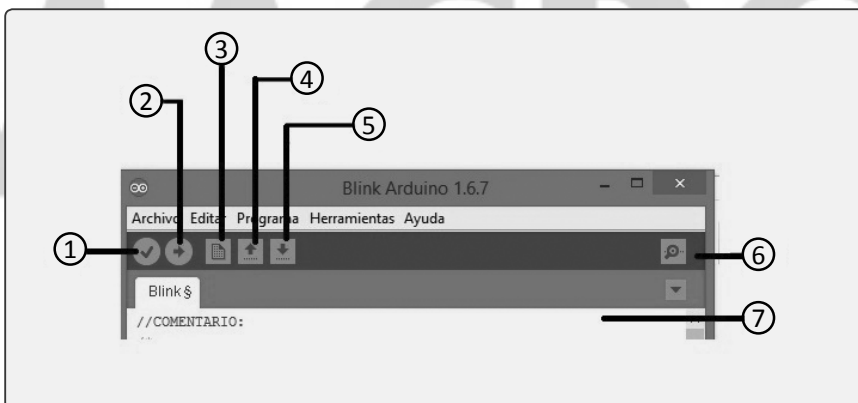 3
4
2
5
Blink Arduino 1.6.7
Archivo Editar Programa Herramientas Ayuda
1
6
Blink §
7
//COMENTARIO:
/*